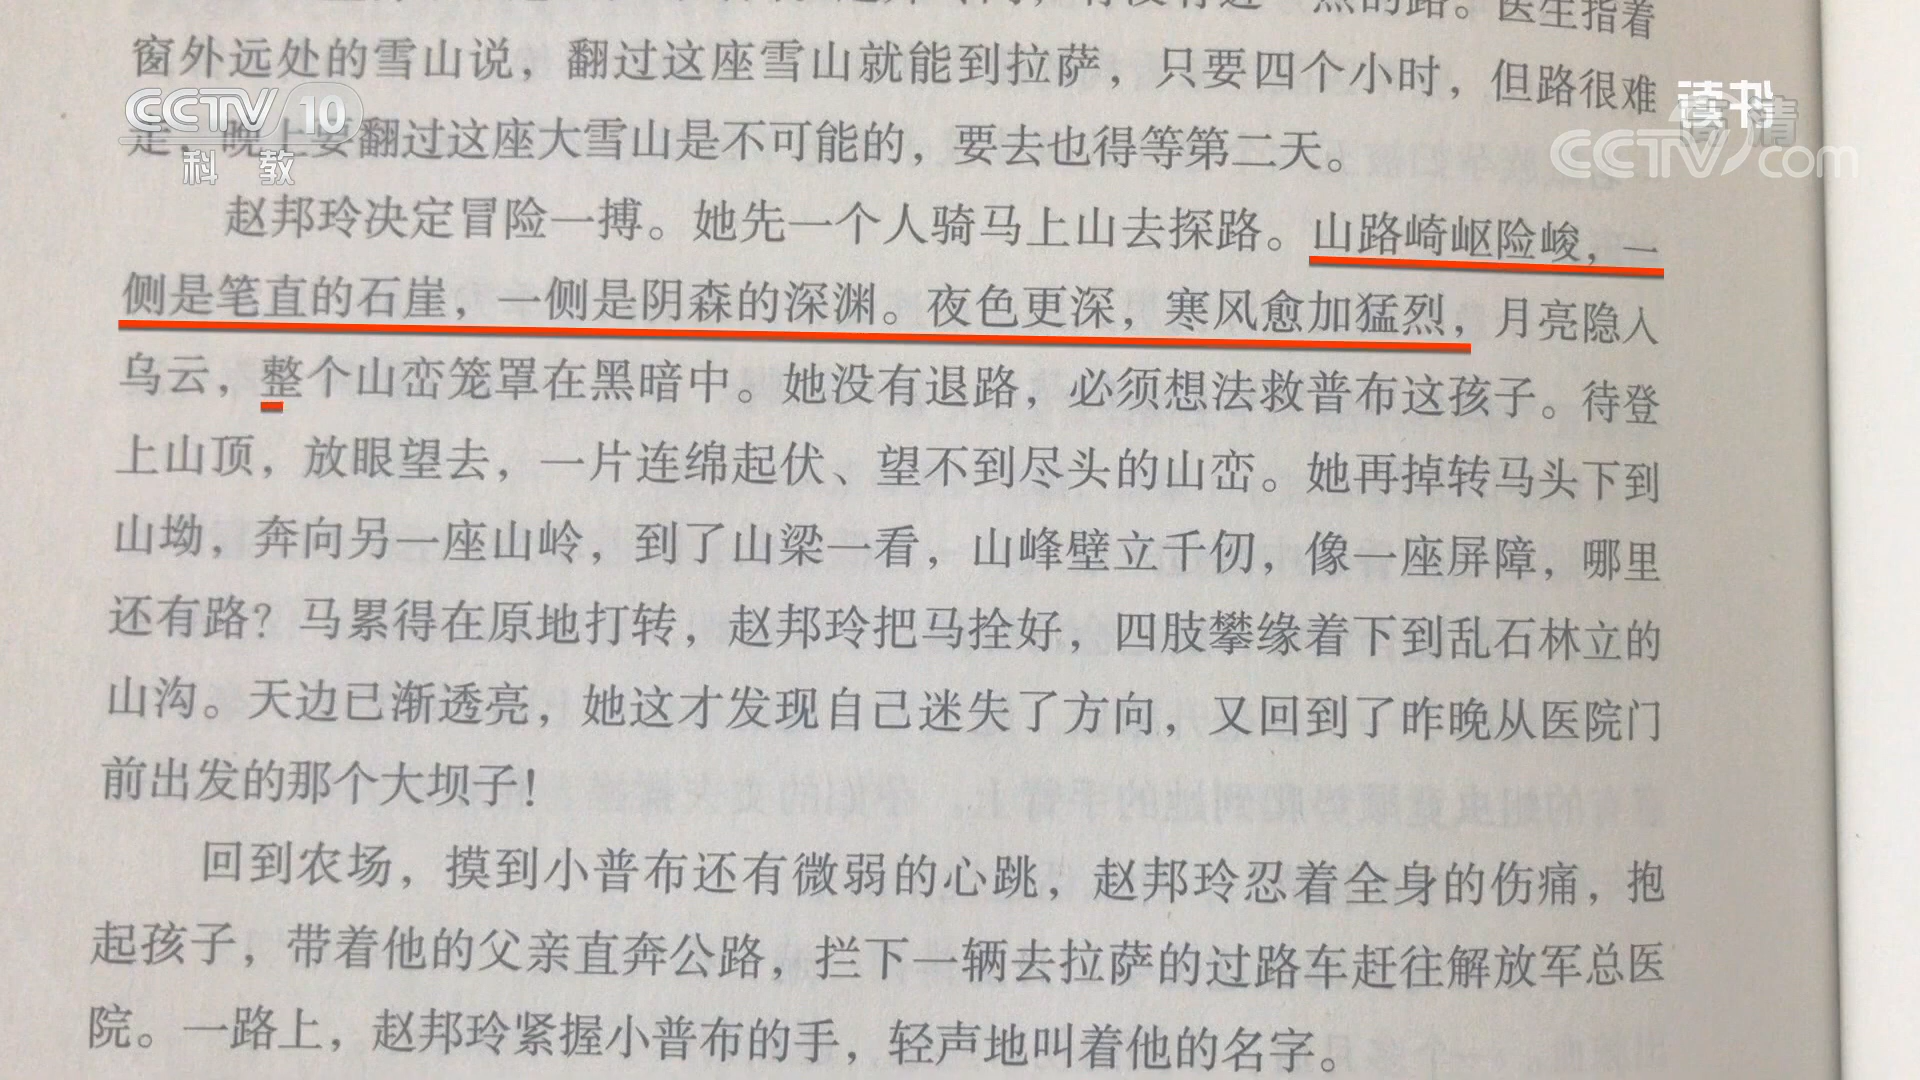 有没有近一点的路。医生指着
窗外远处的雪山说，翻过这座雪山就能到拉萨，只要四个小时，但路很难
走，晚上要翻过这座大雪山是不可能的，要去也得等第二天。
CCTV 10
科教
读书
高清
CCTV.com
赵邦玲决定冒险一搏。她先一个人骑马上山去探路。山路崎岖险峻，一
侧是笔直的石崖，一侧是阴森的深渊。夜色更深，寒风愈加猛烈，月亮隐入
乌云，整个山峦笼罩在黑暗中。她没有退路，必须想法救普布这孩子。待登
上山顶，放眼望去，一片连绵起伏、望不到尽头的山峦。她再掉转马头下到
山坳，奔向另一座山岭，到了山梁一看，山峰壁立千仞，像一座屏障，哪里
还有路？马累得在原地打转，赵邦玲把马拴好，四肢攀缘着下到乱石林立的
山沟。天边已渐透亮，她这才发现自己迷失了方向，又回到了昨晚从医院门
前出发的那个大坝子！
回到农场，摸到小普布还有微弱的心跳，赵邦玲忍着全身的伤痛，抱
起孩子，带着他的父亲直奔公路，拦下一辆去拉萨的过路车赶往解放军总医
院。一路上，赵邦玲紧握小普布的手，轻声地叫着他的名字。